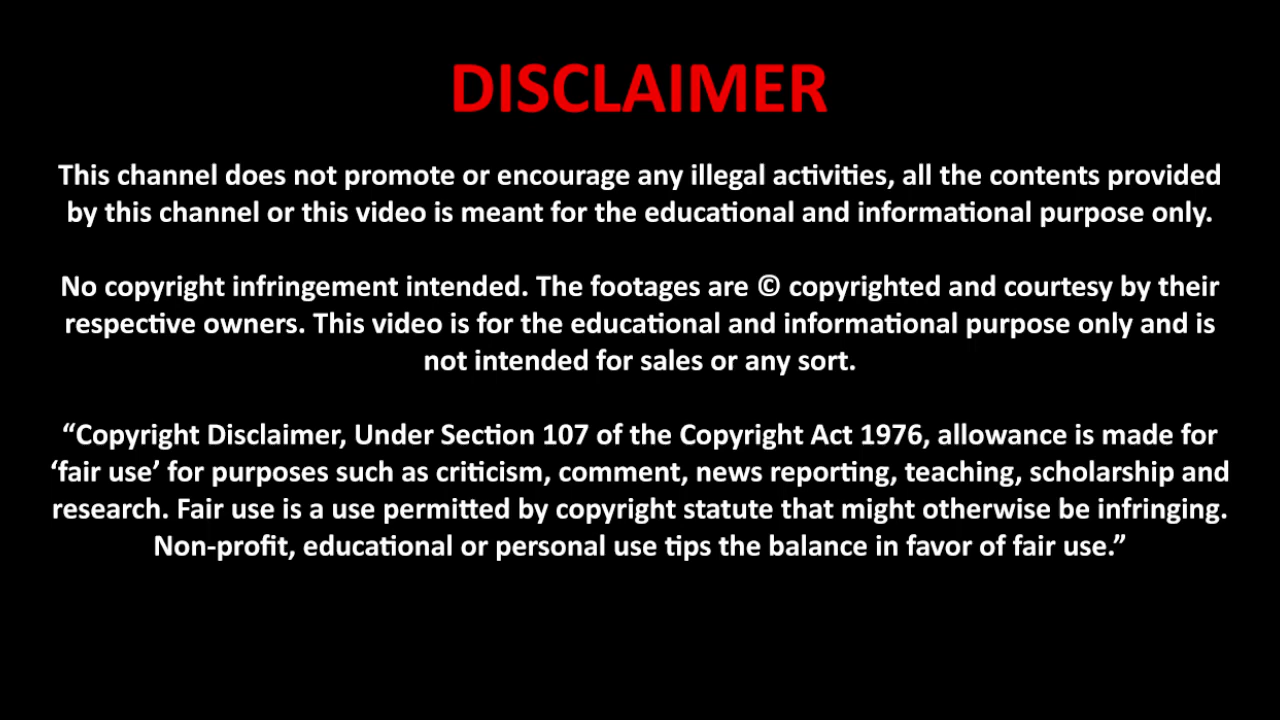 DISCLAIMER
This channel does not promote or encourage any illegal activities, all the contents provided
by this channel or this video is meant for the educational and informational purpose only.
No copyright infringement intended. The footages are © copyrighted and courtesy by their
respective owners. This video is for the educational and informational purpose only and is
not intended for sales or any sort.
“Copyright Disclaimer, Under Section 107 of the Copyright Act 1976, allowance is made for
‘fair use’ for purposes such as criticism, comment, news reporting, teaching, scholarship and
research. Fair use is a use permitted by copyright statute that might otherwise be infringing.
Non-profit, educational or personal use tips the balance in favor of fair use.”